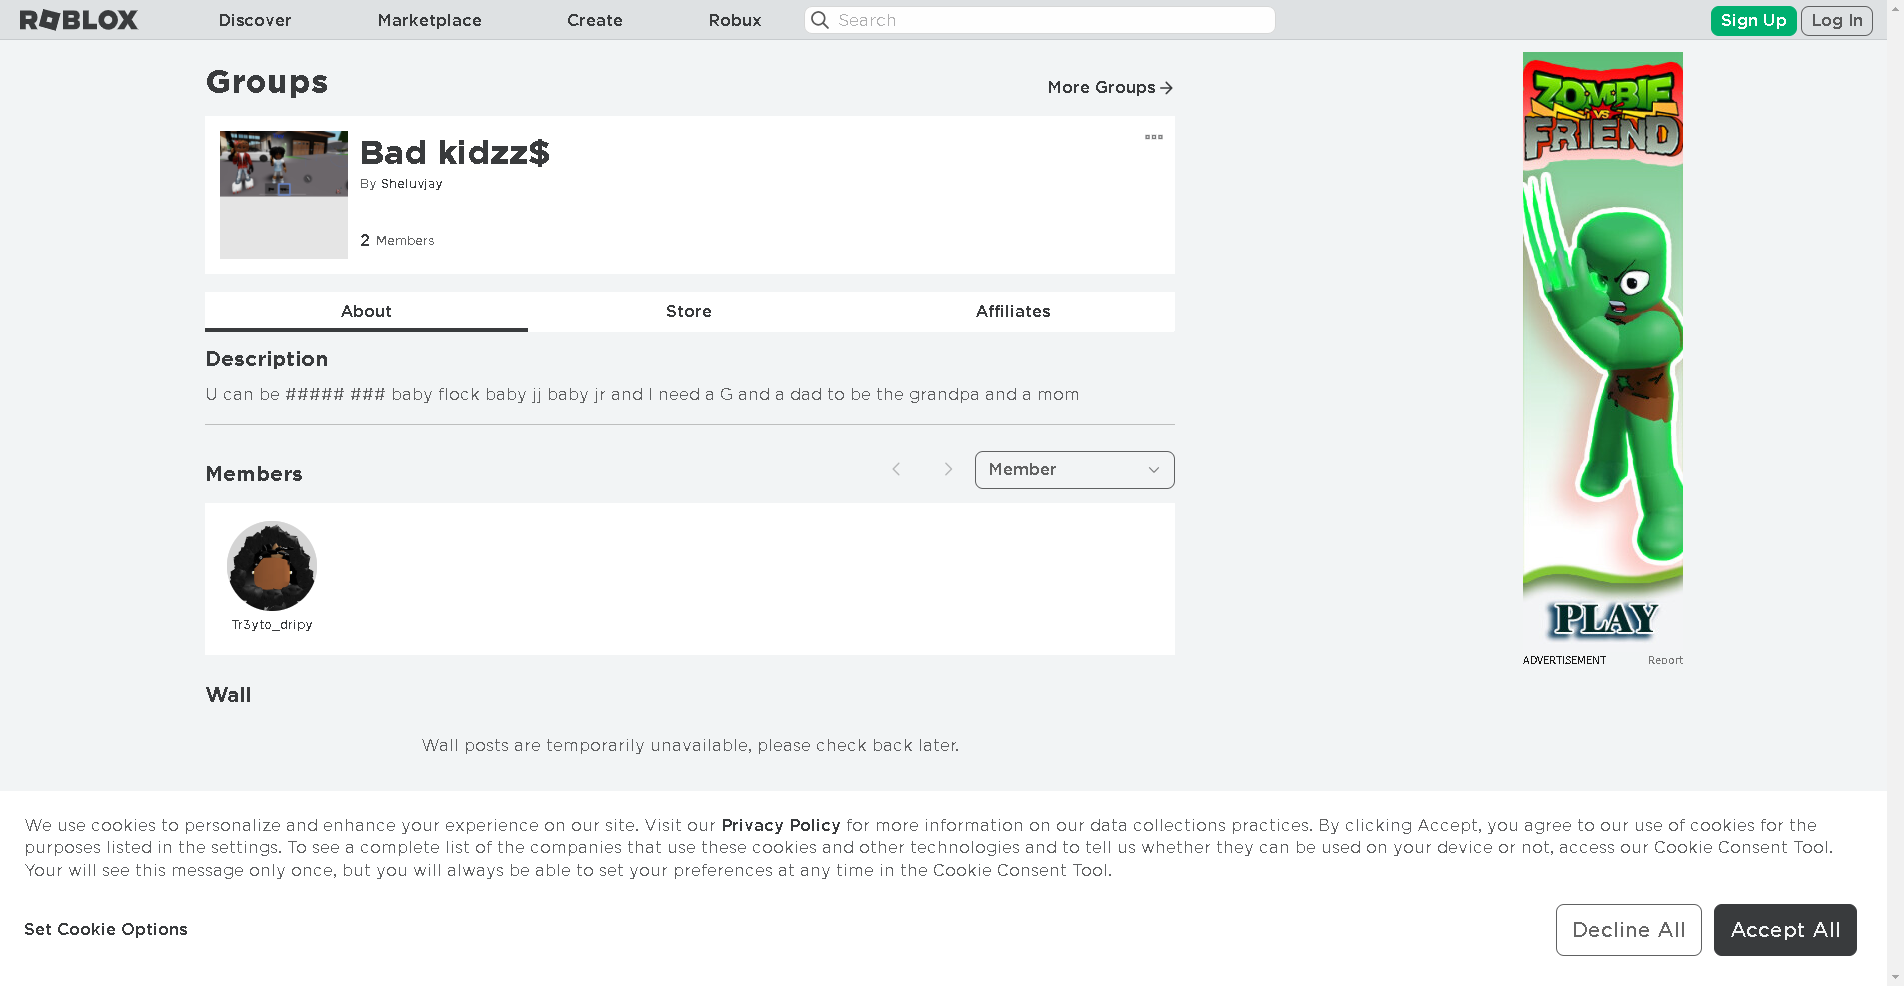 ROBLOX Discover Marketplace Create Robux Search Sign Up Log In
Groups
More Groups
Bad kidzz$
By Sheluvjay
2 Members
About Store Affiliates
Description
U can be ##### ### baby flock baby jj baby jr and I need a G and a dad to be the grandpa and a mom
Members
Member
Tr3yto_dripy
Wall
Wall posts are temporarily unavailable, please check back later.
ZOMBIE
VS
FRIEND
PLAY
ADVERTISEMENT Report
We use cookies to personalize and enhance your experience on our site. Visit our Privacy Policy for more information on our data collections practices. By clicking Accept, you agree to our use of cookies for the
purposes listed in the settings. To see a complete list of the companies that use these cookies and other technologies and to tell us whether they can be used on your device or not, access our Cookie Consent Tool.
Your will see this message only once, but you will always be able to set your preferences at any time in the Cookie Consent Tool.
Set Cookie Options
Decline All
Accept All